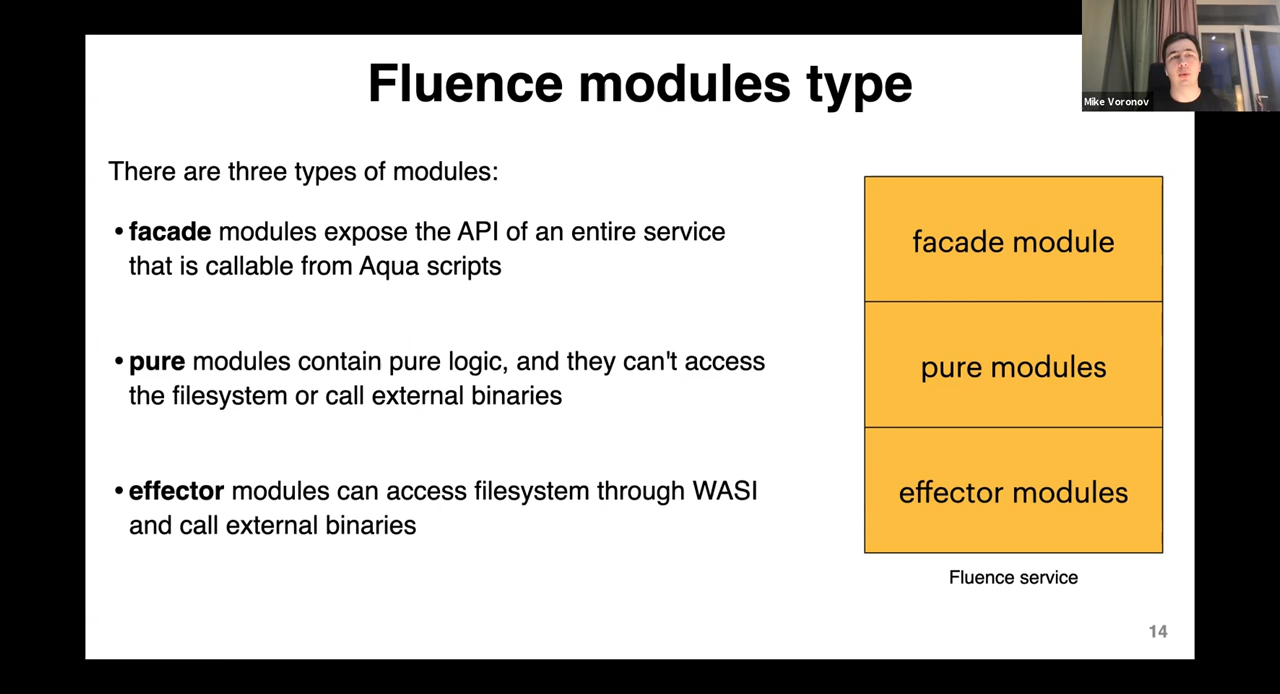 Fluence modules type
Mike Voronov
There are three types of modules:
• facade modules expose the API of an entire service
that is callable from Aqua scripts
• pure modules contain pure logic, and they can't access
the filesystem or call external binaries
• effector modules can access filesystem through WASI
and call external binaries
facade module
pure modules
effector modules
Fluence service
14